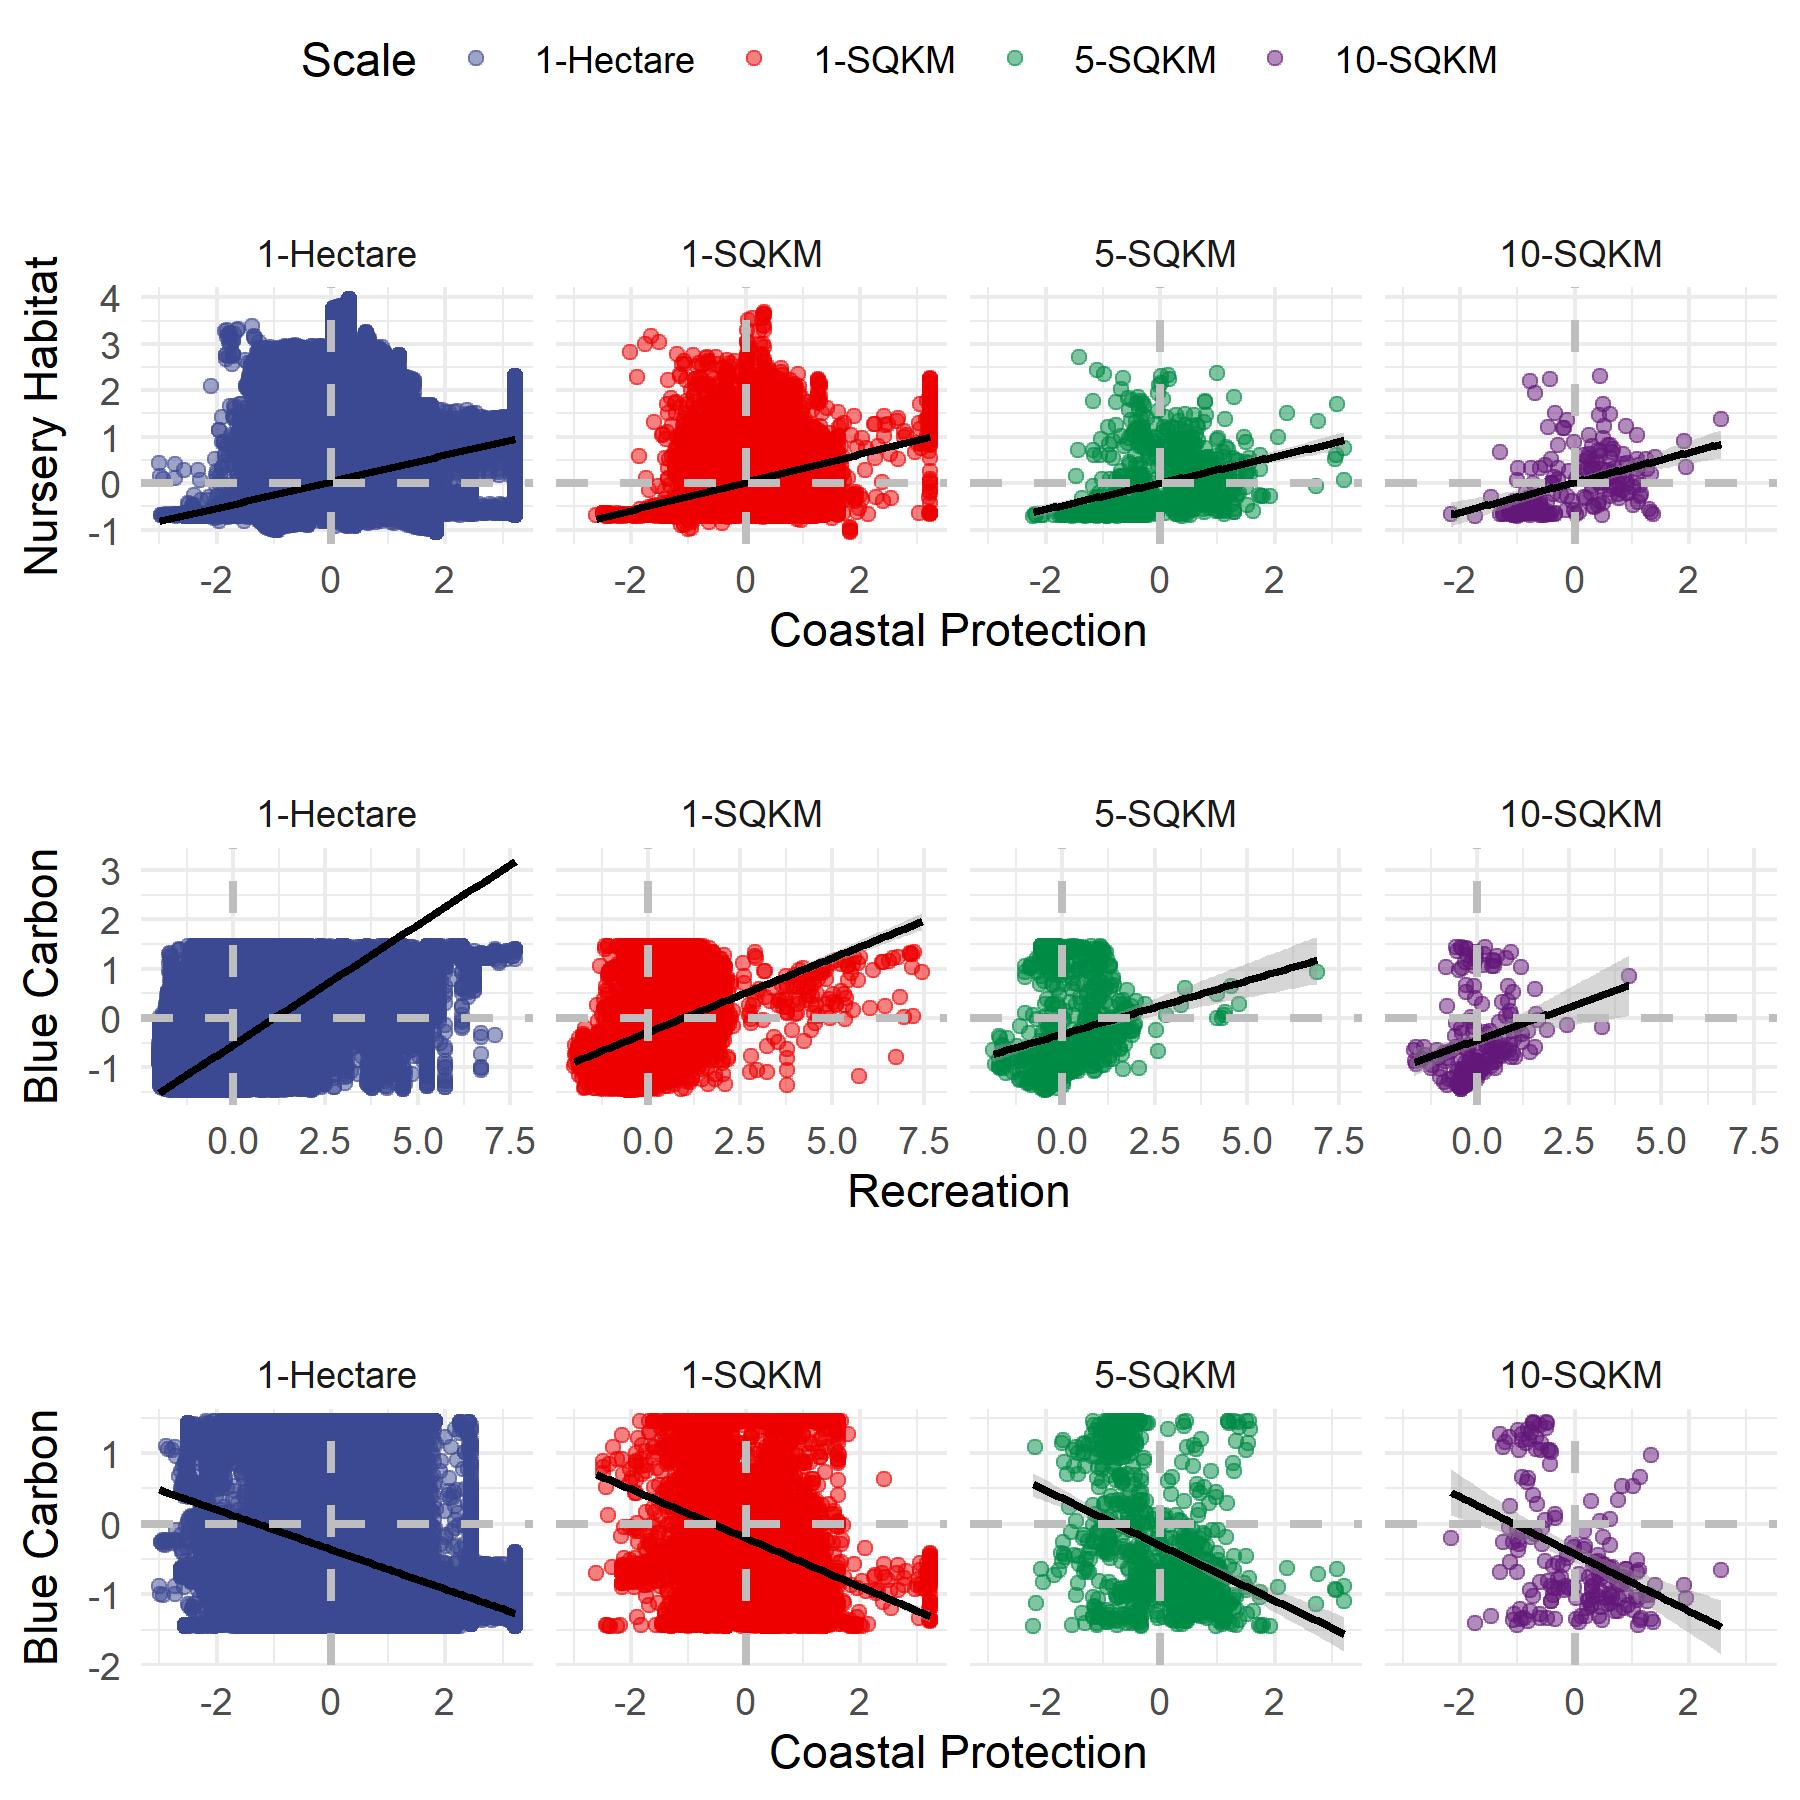 Scale 1-Hectare 1-SQKM 5-SQKM 10-SQKM
1-Hectare 1-SQKM 5-SQKM 10-SQKM
Nursery Habitat
4
3
2
1
0
-1
-2 0 2 -2 0 2 -2 0 2 -2 0 2
Coastal Protection
1-Hectare 1-SQKM 5-SQKM 10-SQKM
Blue Carbon
3
2
1
0
-1
0.0 2.5 5.0 7.5 0.0 2.5 5.0 7.5 0.0 2.5 5.0 7.5 0.0 2.5 5.0 7.5
Recreation
1-Hectare 1-SQKM 5-SQKM 10-SQKM
Blue Carbon
1
0
-1
-2
-2 0 2 -2 0 2 -2 0 2 -2 0 2
Coastal Protection